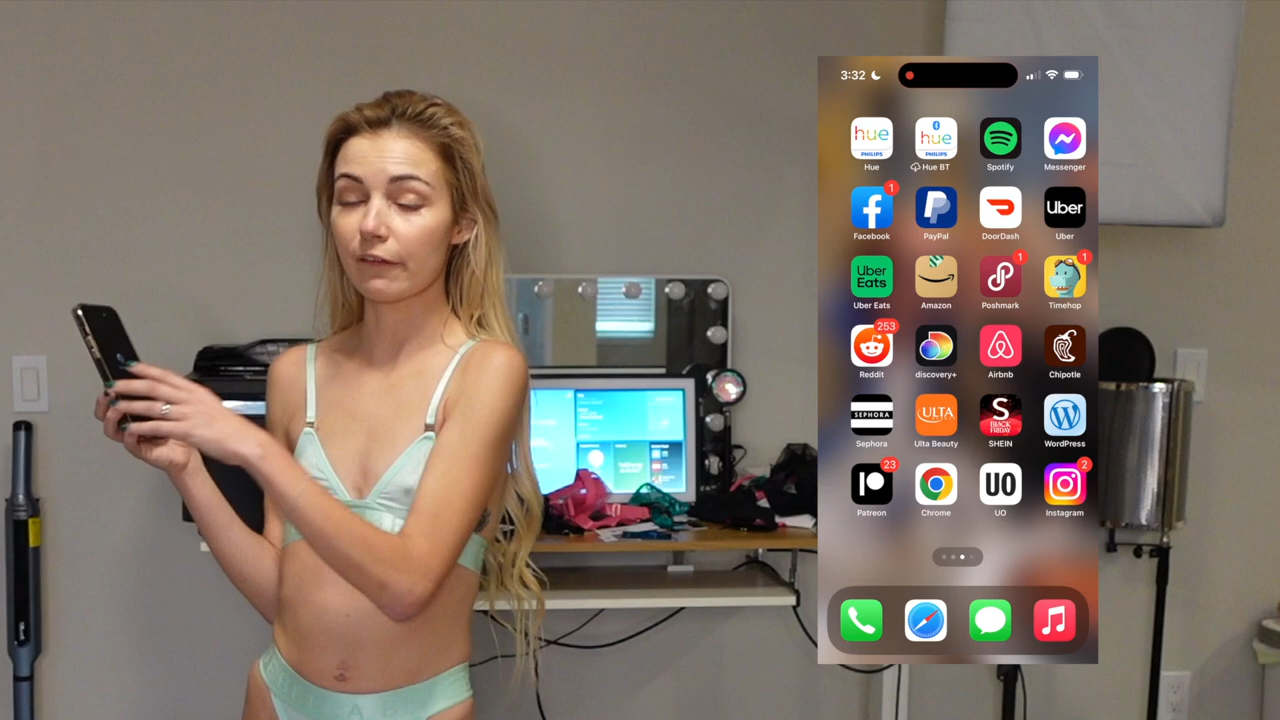 3:32
hue
PHILIPS
hue
PHILIPS
Hue
Hue BT
Spotify
Messenger
1
Uber
Facebook
PayPal
DoorDash
Uber
Uber
Eats
1
1
Uber Eats
Amazon
Poshmark
Timehop
253
Reddit
discovery+
Airbnb
Chipotle
SEPHORA
ULTA
BEAUTY
S
BLACK
FRIDAY
Sephora
Ulta Beauty
SHEIN
WordPress
23
UO
2
Patreon
Chrome
UO
Instagram